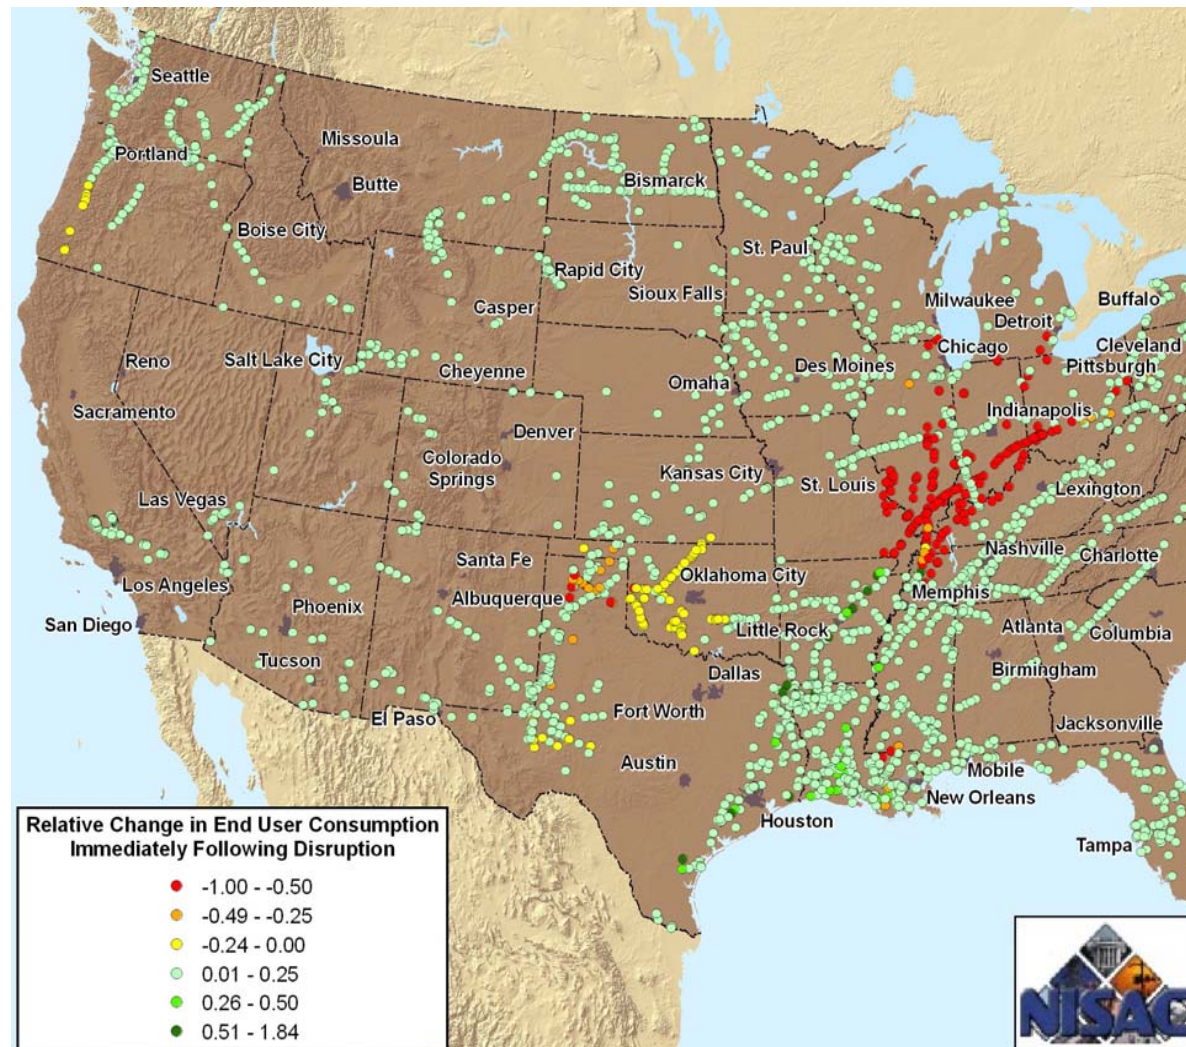 Seattle
Missoula
Portland
Butte
Bismarck
Boise City
St. Paul
Rapid City
Sioux Falls
Casper
Milwaukee
Buffalo
Detroit
Reno
Salt Lake City
Cheyenne
Chicago
Cleveland
Des Moines
Pittsburgh
Omaha
Sacramento
Indianapolis
Denver
Colorado
Springs
Kansas City
St. Louis
Las Vegas
Lexington
Santa Fe
Nashville
Charlotte
Los Angeles
Oklahoma City
Albuquerque
Memphis
Phoenix
San Diego
Little Rock
Atlanta
Columbia
Tucson
Dallas
Birmingham
El Paso
Fort Worth
Jacksonville
Austin
Mobile
New Orleans
Houston
Tampa
Relative Change in End User Consumption
Immediately Following Disruption
-1.00 - -0.50
-0.49 - -0.25
-0.24 - 0.00
0.01 - 0.25
0.26 - 0.50
0.51 - 1.84
NISAC